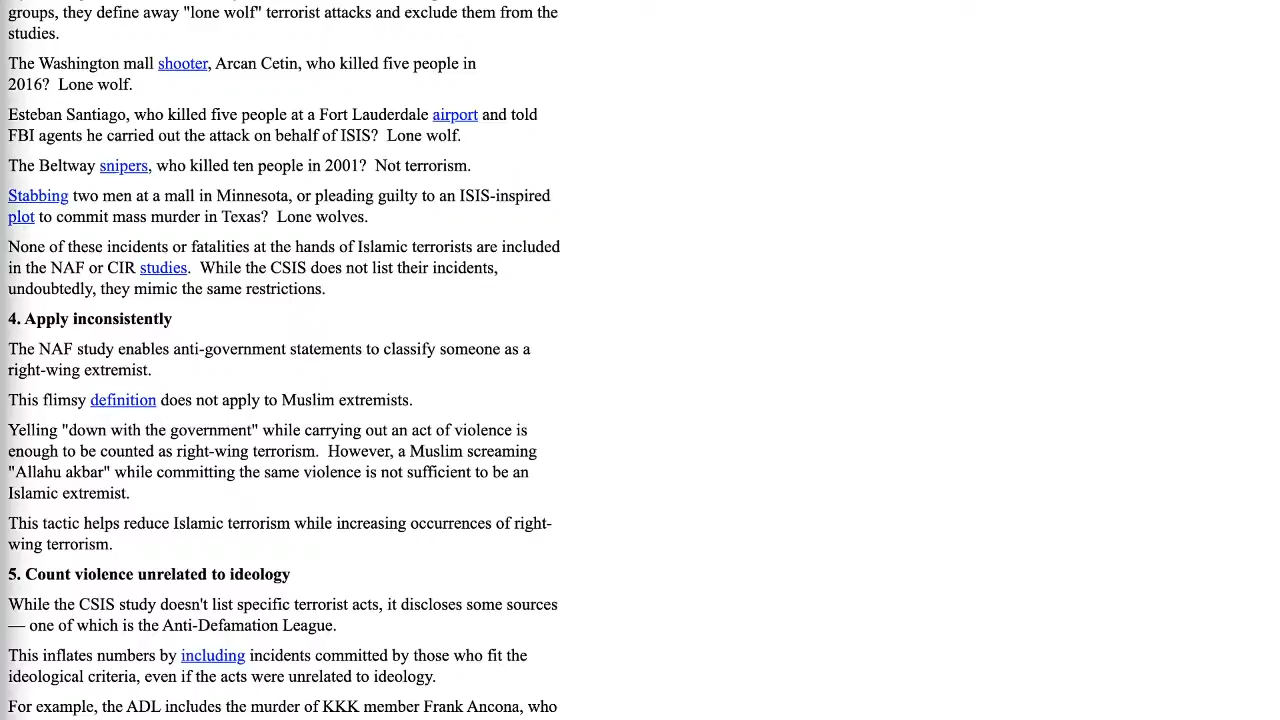 groups, they define away "lone wolf" terrorist attacks and exclude them from the
studies.
The Washington mall shooter, Arcan Cetin, who killed five people in
2016?  Lone wolf.
Esteban Santiago, who killed five people at a Fort Lauderdale airport and told
FBI agents he carried out the attack on behalf of ISIS?  Lone wolf.
The Beltway snipers, who killed ten people in 2001?  Not terrorism.
Stabbing two men at a mall in Minnesota, or pleading guilty to an ISIS-inspired
plot to commit mass murder in Texas?  Lone wolves.
None of these incidents or fatalities at the hands of Islamic terrorists are included
in the NAF or CIR studies.  While the CSIS does not list their incidents,
undoubtedly, they mimic the same restrictions.
4. Apply inconsistently
The NAF study enables anti-government statements to classify someone as a
right-wing extremist.
This flimsy definition does not apply to Muslim extremists.
Yelling "down with the government" while carrying out an act of violence is
enough to be counted as right-wing terrorism.  However, a Muslim screaming
"Allahu akbar" while committing the same violence is not sufficient to be an
Islamic extremist.
This tactic helps reduce Islamic terrorism while increasing occurrences of right-
wing terrorism.
5. Count violence unrelated to ideology
While the CSIS study doesn't list specific terrorist acts, it discloses some sources
— one of which is the Anti-Defamation League.
This inflates numbers by including incidents committed by those who fit the
ideological criteria, even if the acts were unrelated to ideology.
For example, the ADL includes the murder of KKK member Frank Ancona, who